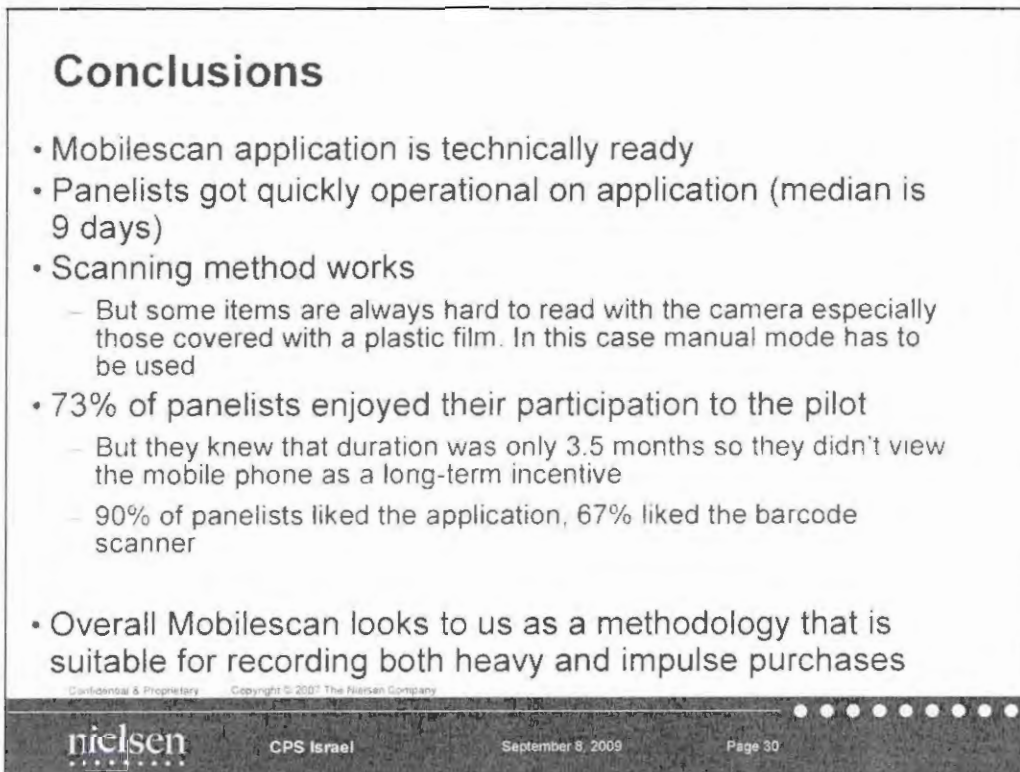 Conclusions
• Mobilescan application is technically ready
• Panelists got quickly operational on application (median is
9 days)
• Scanning method works
– But some items are always hard to read with the camera especially
those covered with a plastic film. In this case manual mode has to
be used
• 73% of panelists enjoyed their participation to the pilot
– But they knew that duration was only 3.5 months so they didn't view
the mobile phone as a long-term incentive
– 90% of panelists liked the application, 67% liked the barcode
scanner
• Overall Mobilescan looks to us as a methodology that is
suitable for recording both heavy and impulse purchases
Confidential & Proprietary Copyright © 2007 The Nielsen Company
nielsen CPS Israel September 8, 2009 Page 30